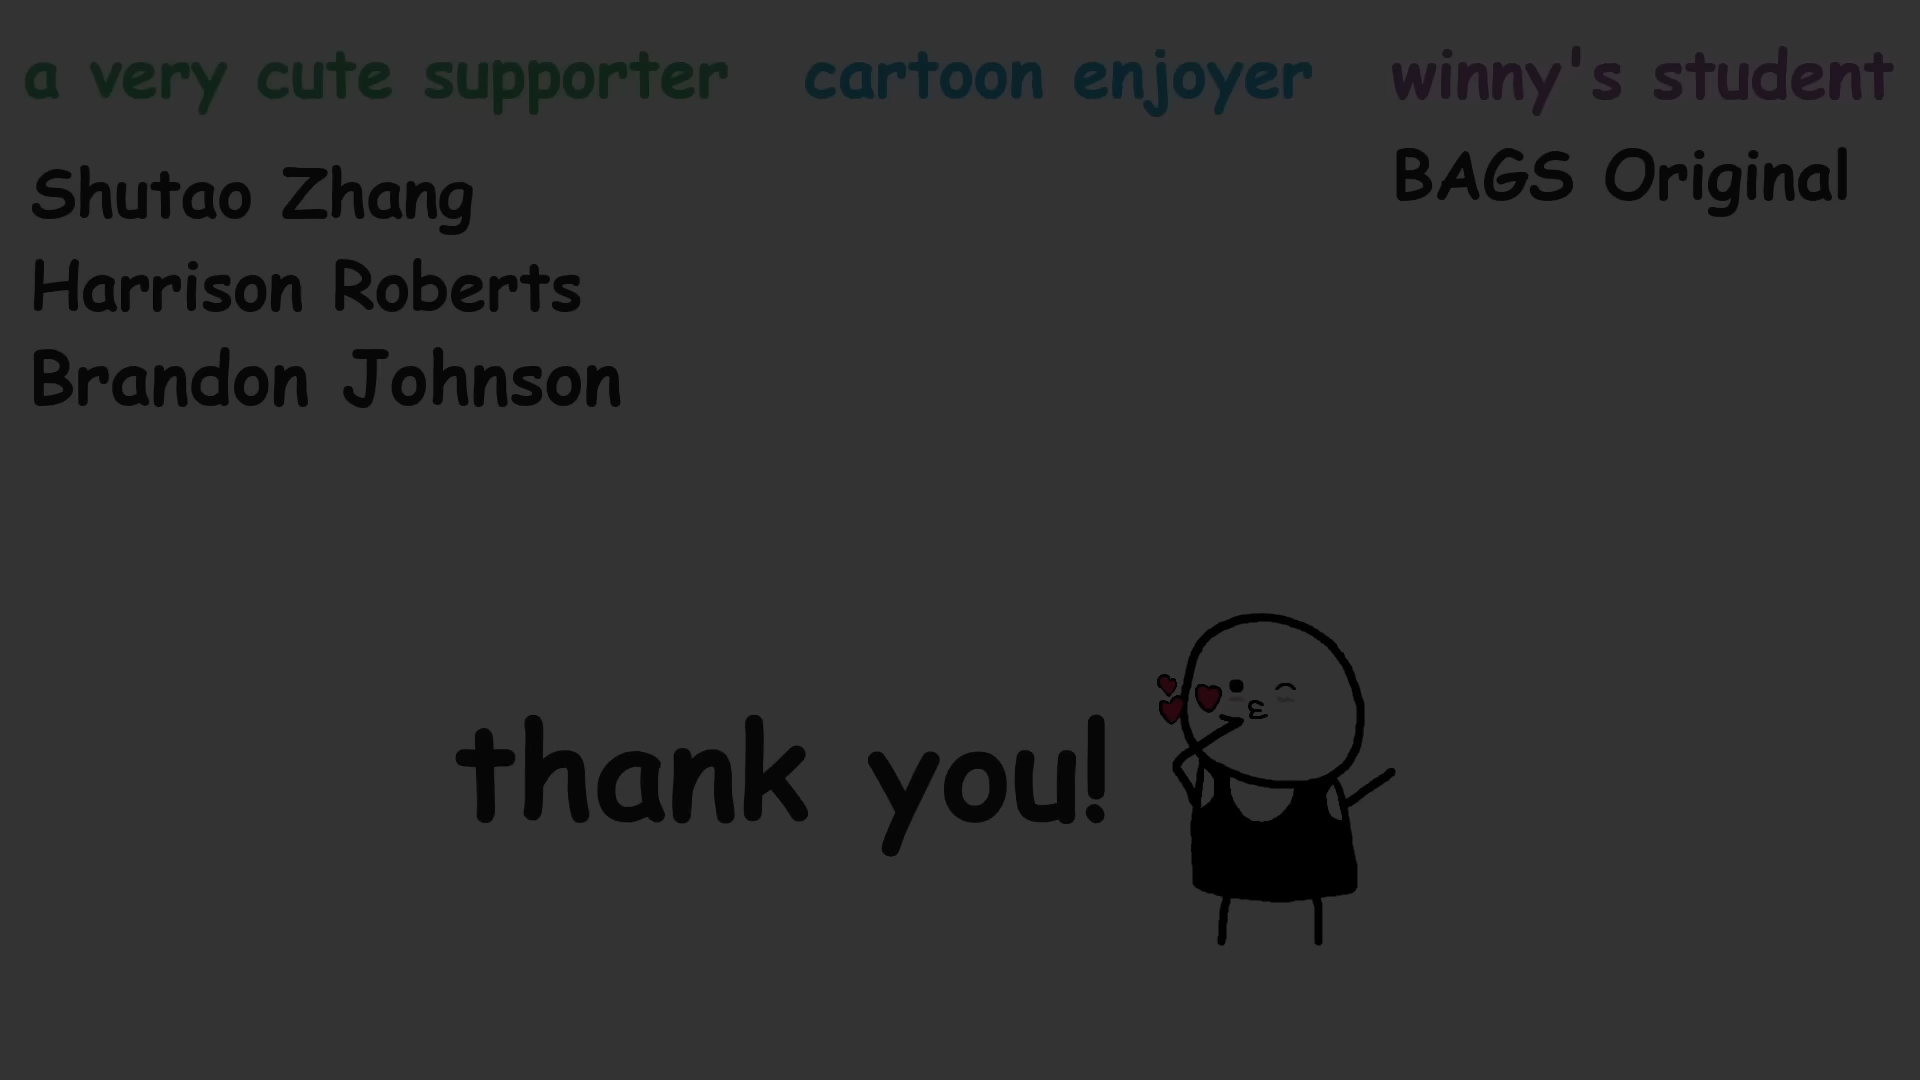 a very cute supporter
cartoon enjoyer
winny's student
Shutao Zhang
Harrison Roberts
Brandon Johnson
BAGS Original
thank you!